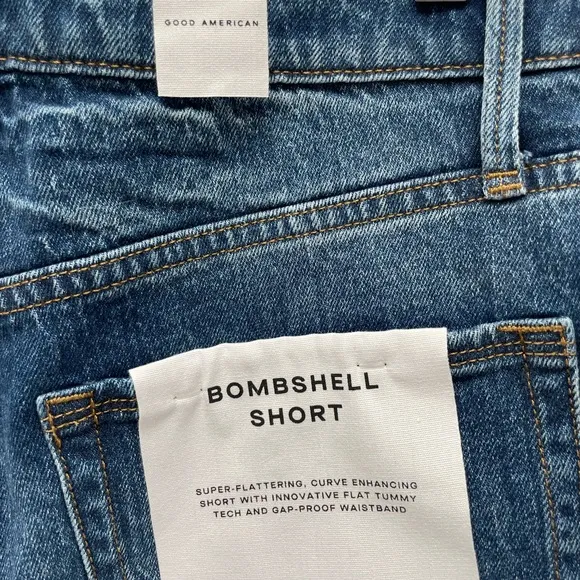 GOOD AMERICAN
BOMBSHELL
SHORT
SUPER-FLATTERING, CURVE ENHANCING
SHORT WITH INNOVATIVE FLAT TUMMY
TECH AND GAP-PROOF WAISTBAND